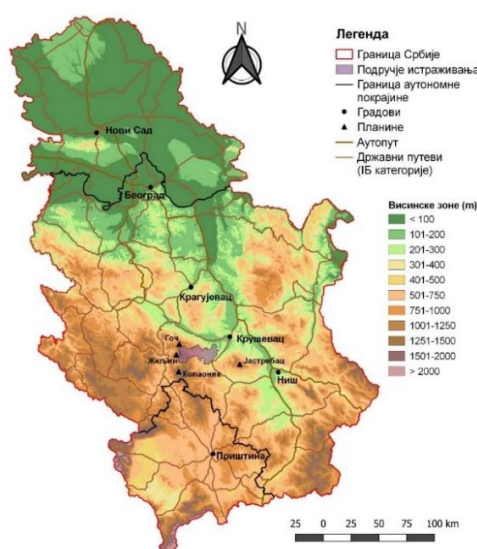 N
Легенда
Граница Србије
Подручје истраживања
Граница аутономне
покрајине
Градови
Планине
Аутопут
Државни путеви
(IБ категорије)
Висинске зоне (m)
< 100
101-200
201-300
301-400
401-500
501-750
751-1000
1001-1250
1251-1500
1501-2000
> 2000
Нови Сад
Београд
Крагујевац
Гоч
Крушевац
Жељин
Јастребац
Копаоник
Ниш
Приштина
25 0 25 50 75 100 km